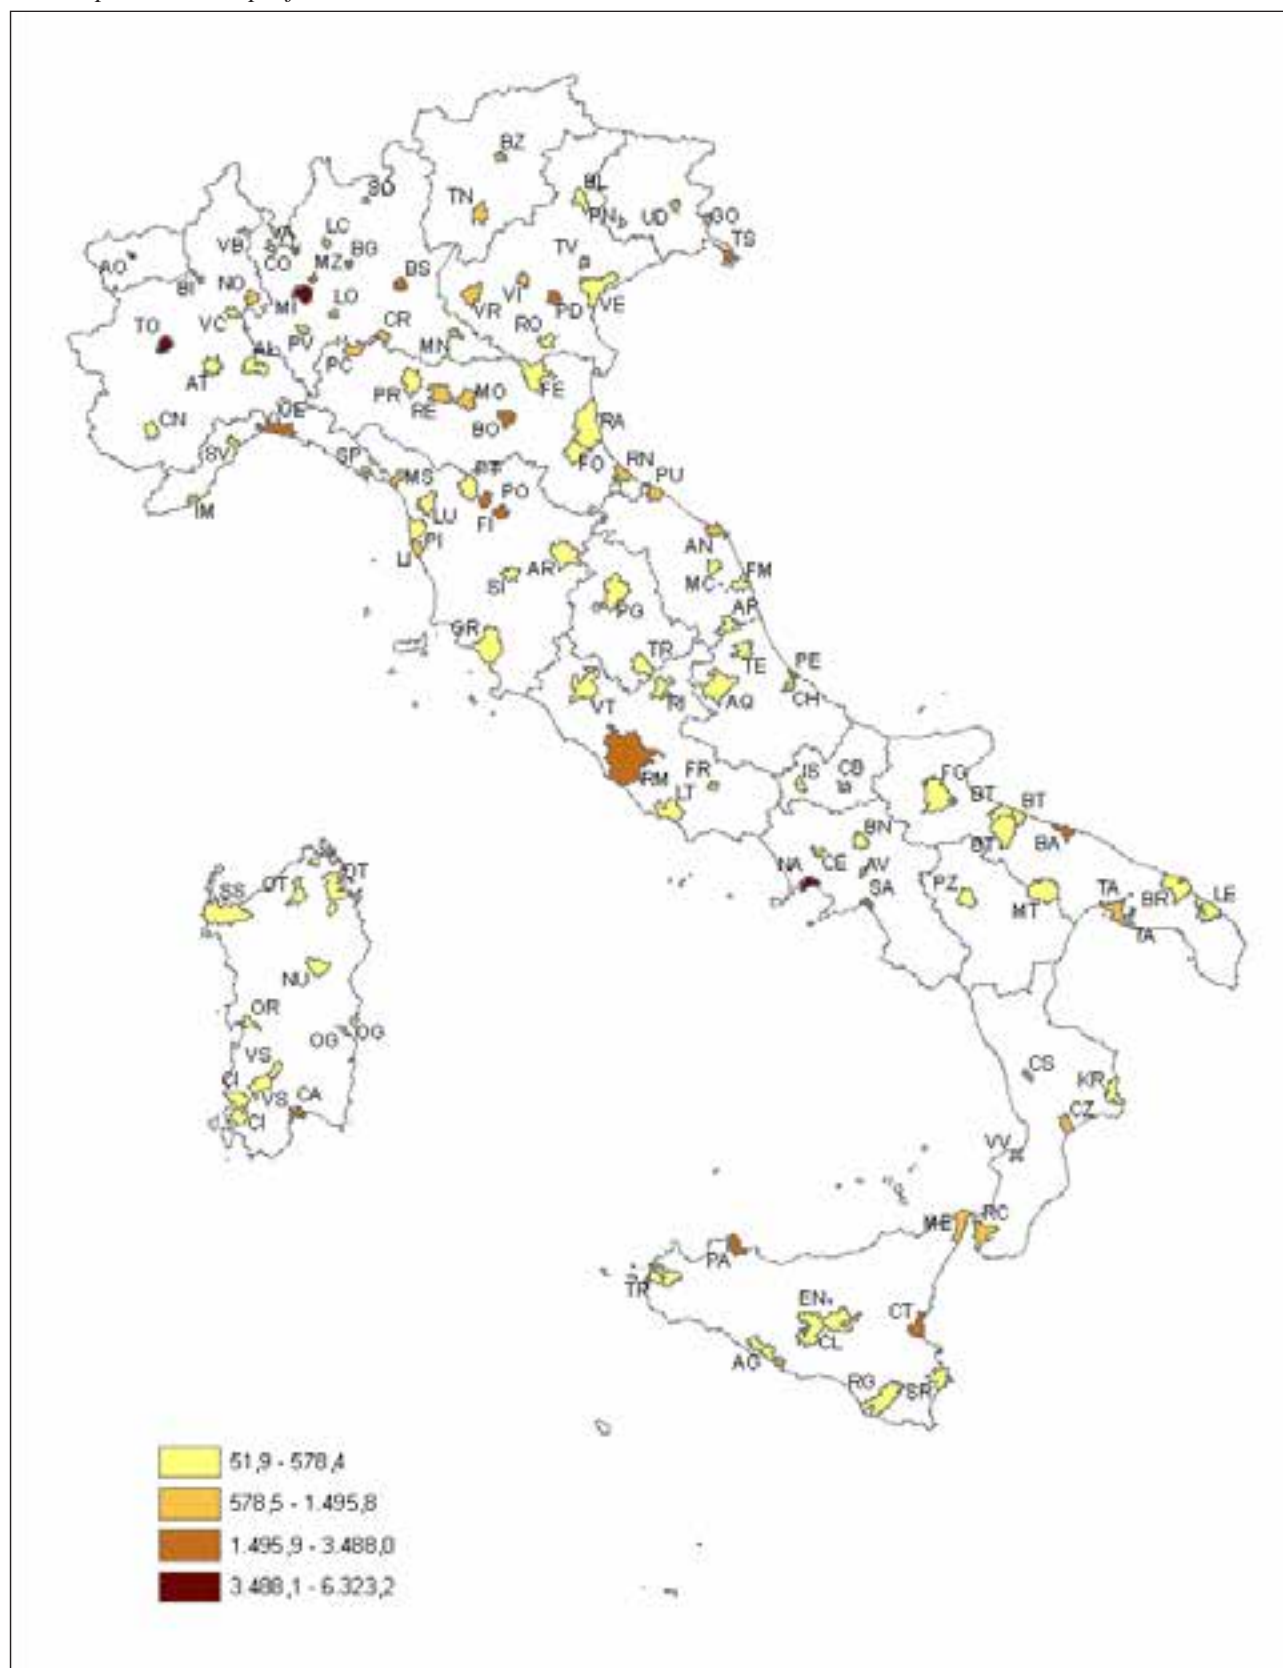 BZ
SO
BL
TN
PN
UD
GO
LC
VA
VB
TV
TS
CO
MZ
BG
AO
BI
NO
BS
MI
LO
VI
VR
PD
VE
TO
VC
CR
RO
PV
MN
AL
PC
AT
PR
MO
FE
RE
GE
CN
BO
RA
SV
FO
SP
MS
PT
RN
PO
PU
IM
LU
FI
PI
AN
LI
AR
SI
MC
FM
PG
AP
GR
TR
TE
PE
VT
RI
AQ
CH
RM
FR
IS
CB
FG
LT
BT
BT
BN
BT
BA
NA
CE
AV
SS
OT
OT
SA
PZ
MT
TA
BR
LE
TA
NU
OR
OG
OG
VS
CS
CI
VS
CA
KR
CI
CZ
VV
ME
RC
PA
TR
EN
CT
CL
AG
RG
SR
51,9 - 578,4
578,5 - 1.495,8
1.495,9 - 3.488,0
3.488,1 - 6.323,2